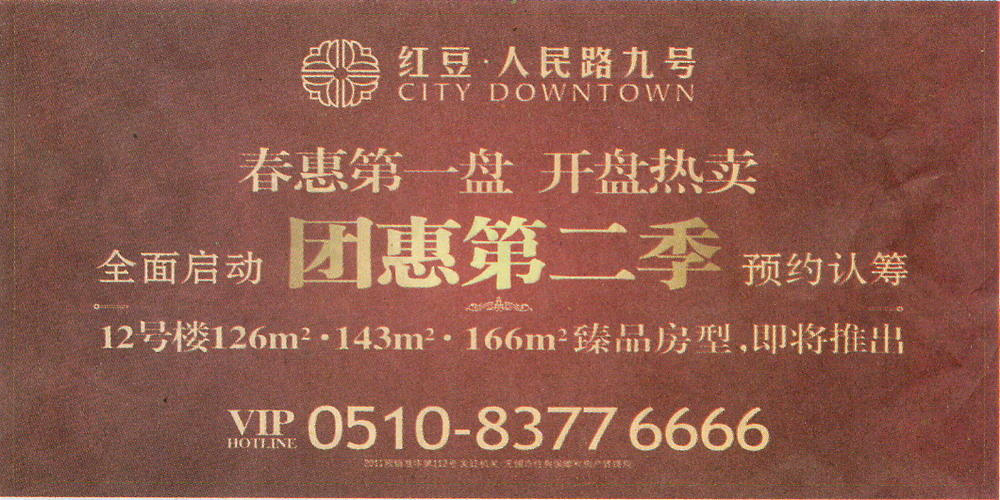 红豆·人民路九号
CITY DOWNTOWN
春惠第一盘 开盘热卖
全面启动 团惠第二季 预约认筹
12号楼126m²·143m²·166m²臻品房型,即将推出
VIP HOTLINE 0510-8377 6666